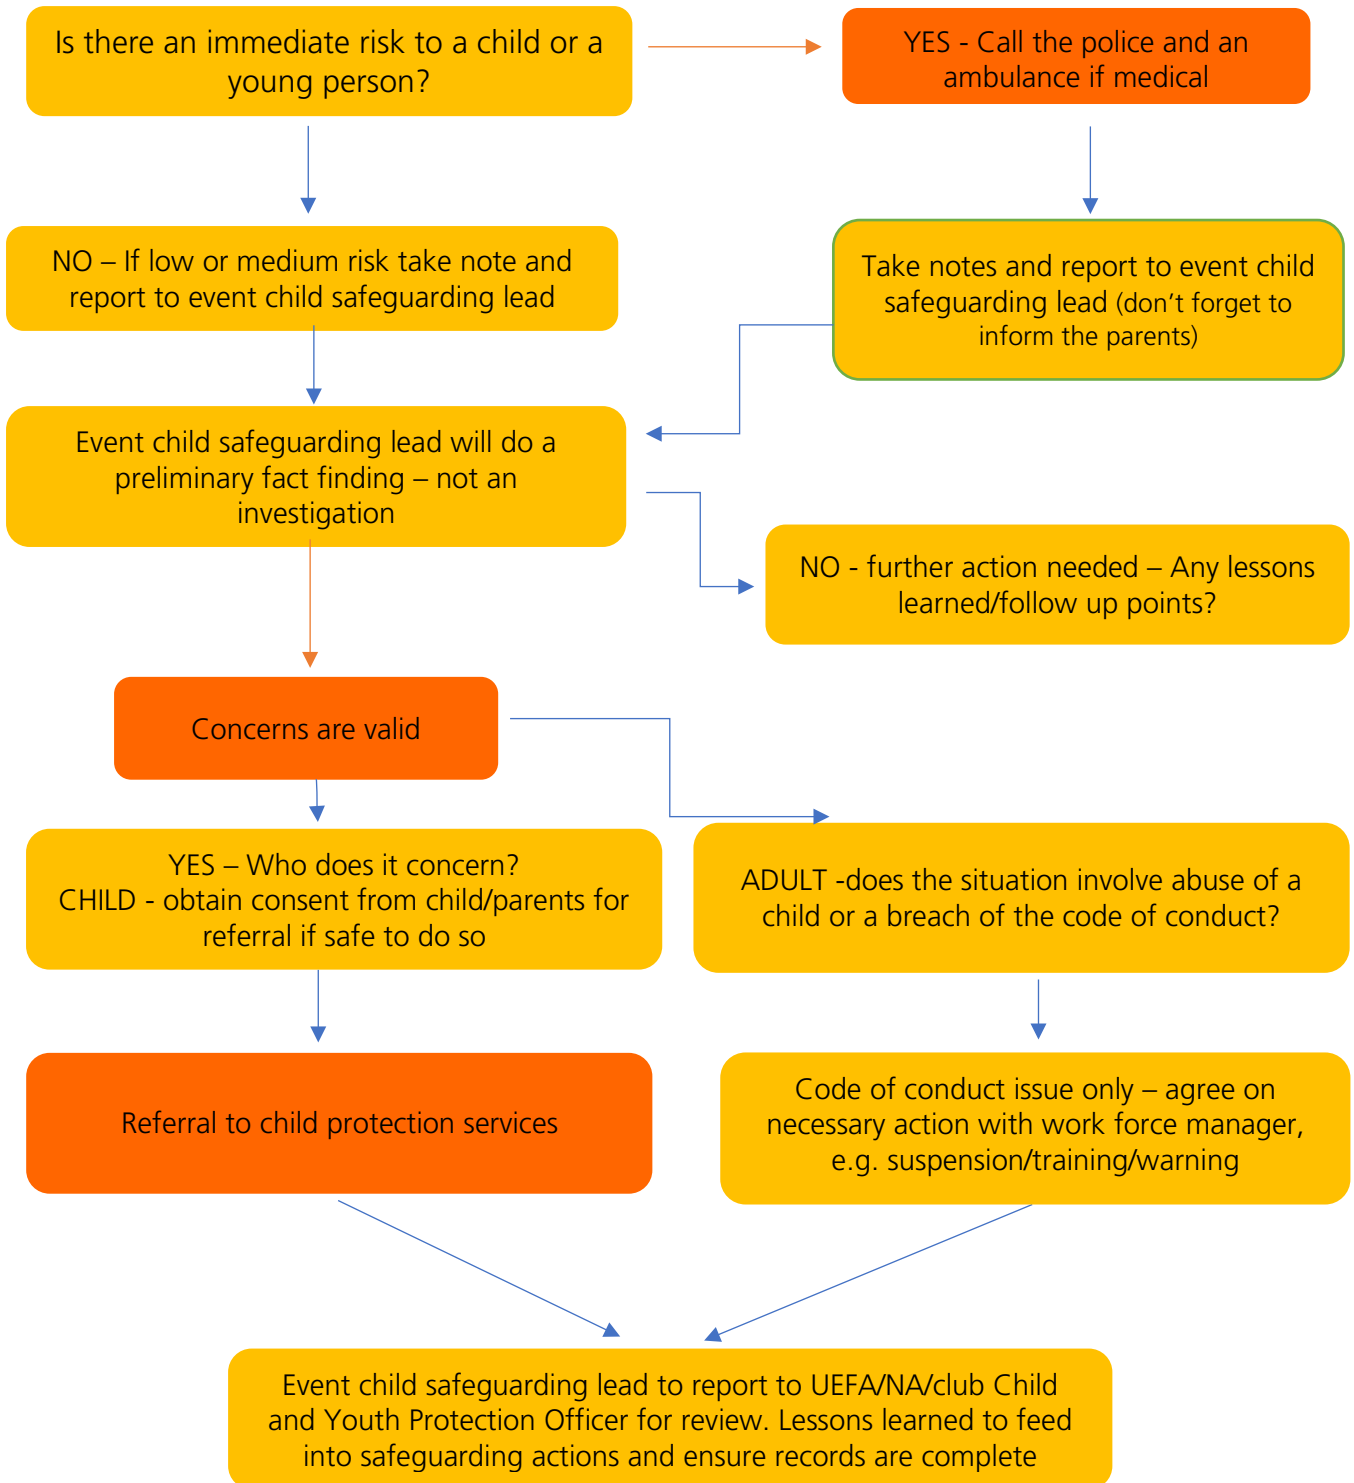 Is there an immediate risk to a child or a
young person?
YES - Call the police and an
ambulance if medical
NO – If low or medium risk take note and
report to event child safeguarding lead
Take notes and report to event child
safeguarding lead (don’t forget to
inform the parents)
Event child safeguarding lead will do a
preliminary fact finding – not an
investigation
NO - further action needed – Any lessons
learned/follow up points?
Concerns are valid
YES – Who does it concern?
CHILD - obtain consent from child/parents for
referral if safe to do so
ADULT -does the situation involve abuse of a
child or a breach of the code of conduct?
Referral to child protection services
Code of conduct issue only – agree on
necessary action with work force manager,
e.g. suspension/training/warning
Event child safeguarding lead to report to UEFA/NA/club Child
and Youth Protection Officer for review. Lessons learned to feed
into safeguarding actions and ensure records are complete